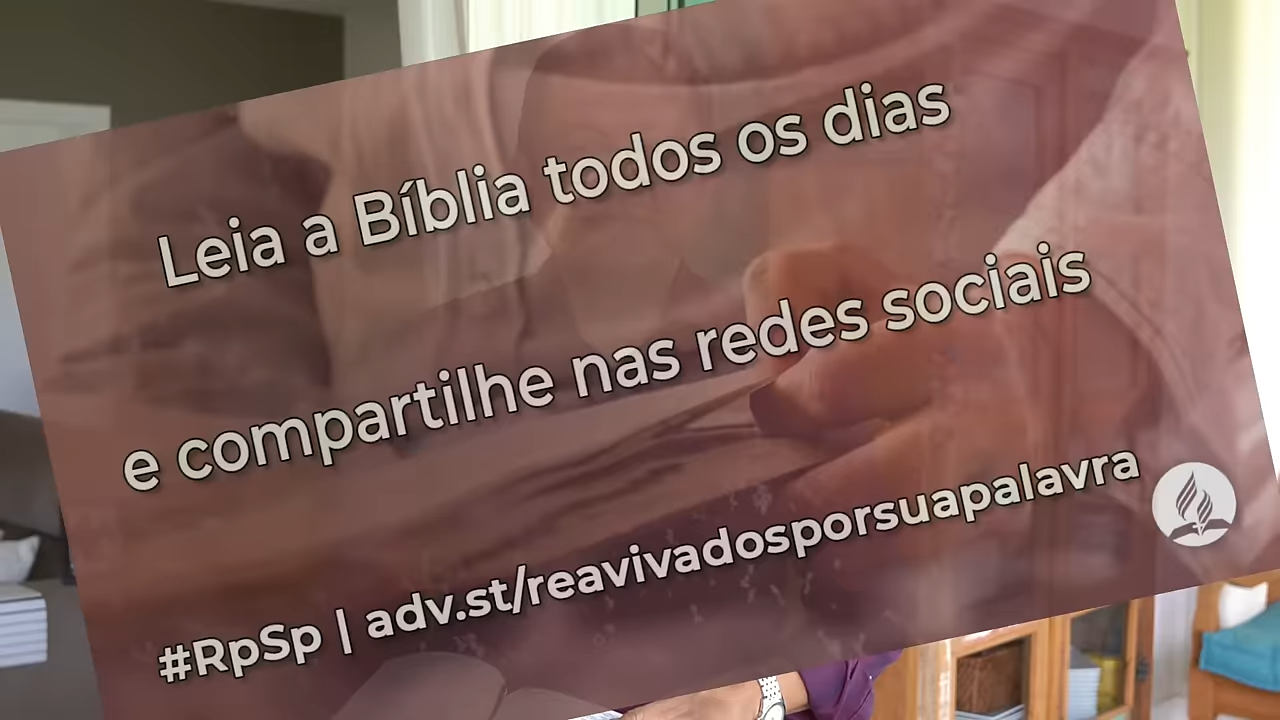 Leia a Bíblia todos os dias
e compartilhe nas redes sociais
#RpSp | adv.st/reavivadosporsuapalavra